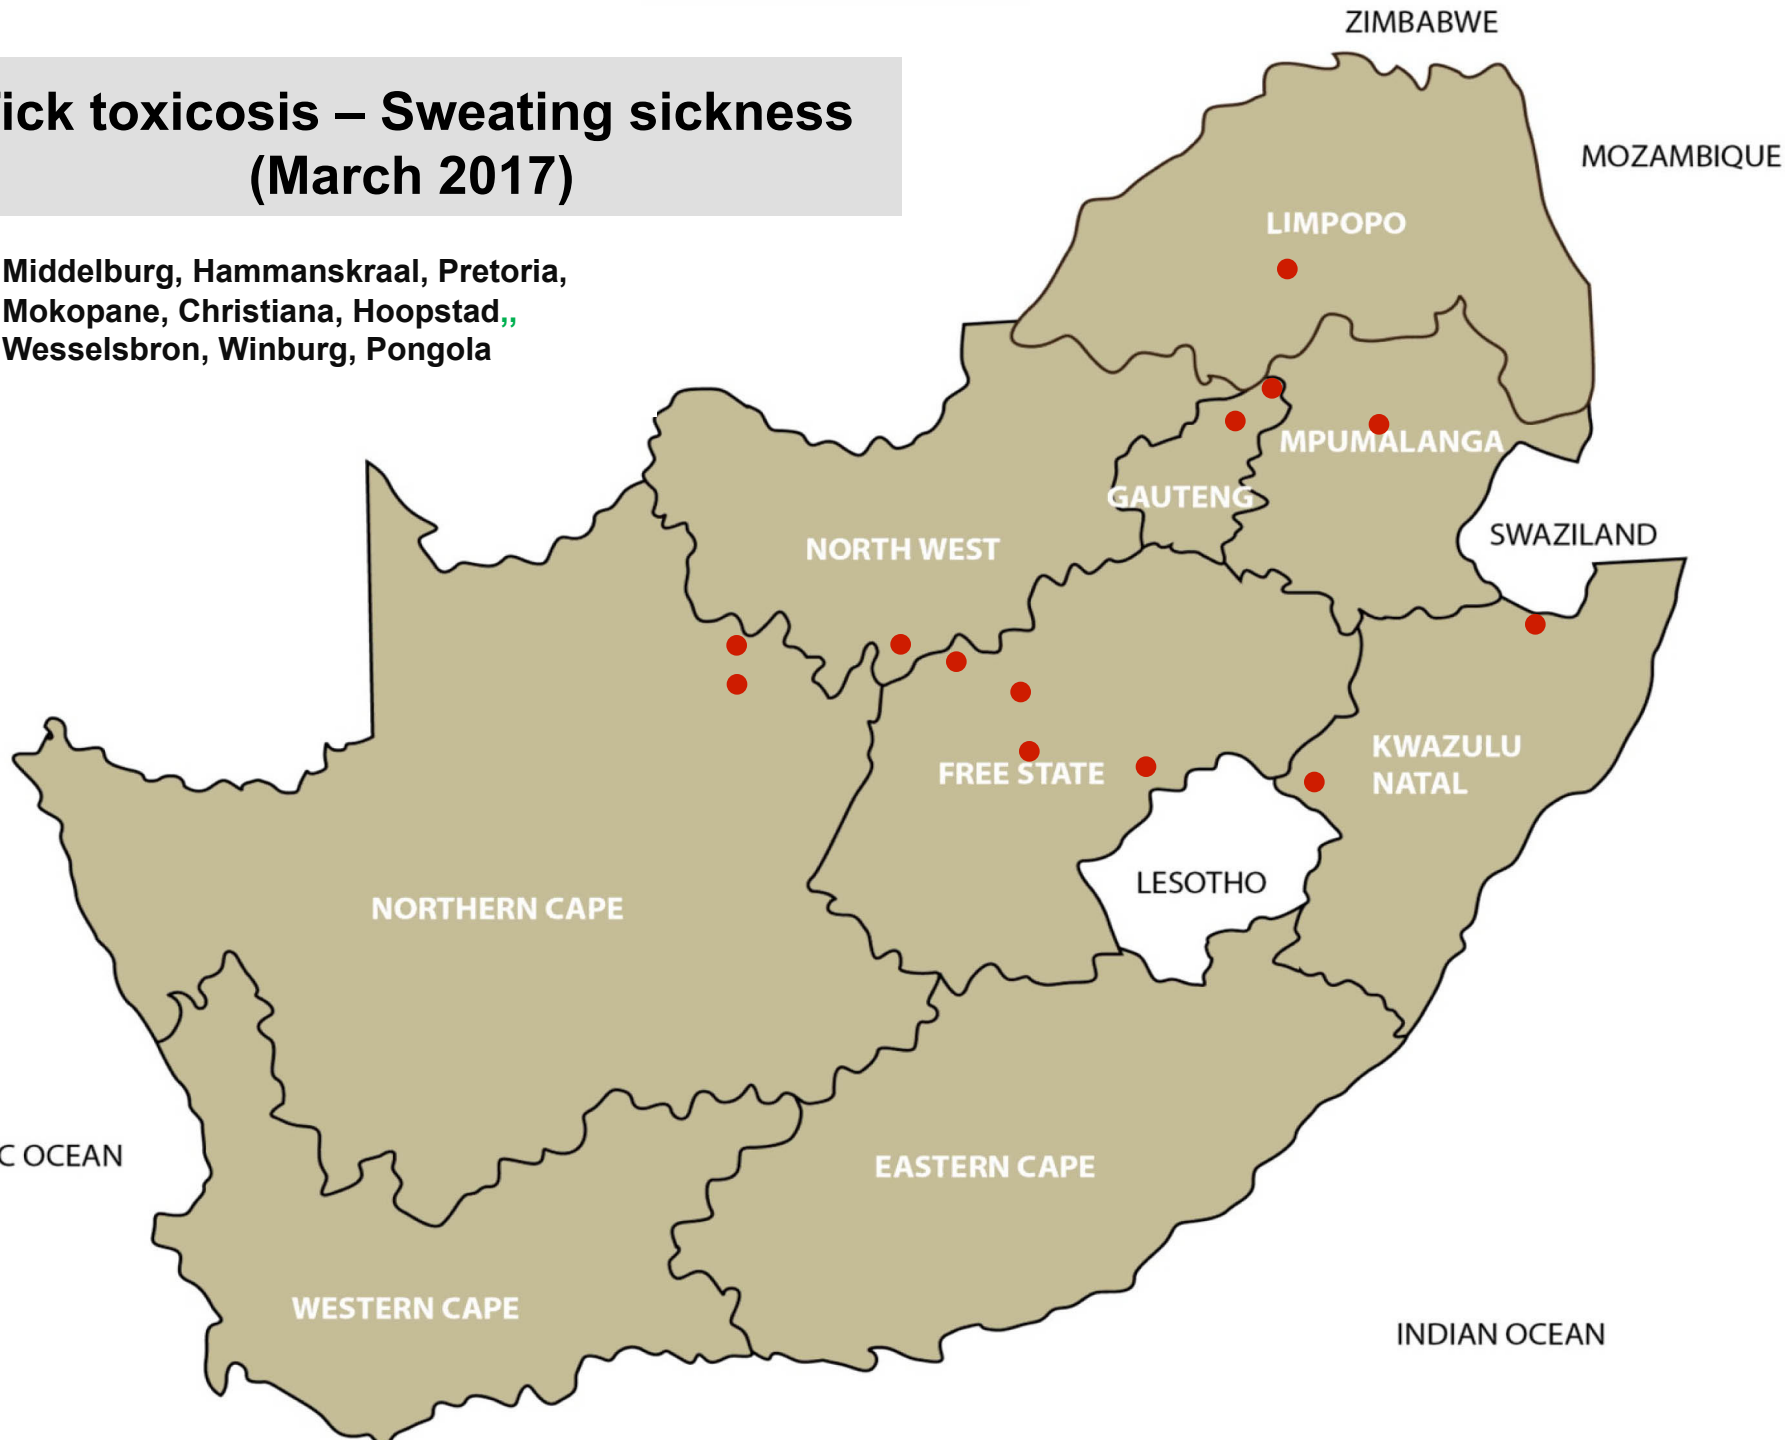 ZIMBABWE
ick toxicosis – Sweating sickness
(March 2017)
MOZAMBIQUE
LIMPOPO
Middelburg, Hammanskraal, Pretoria,
Mokopane, Christiana, Hoopstad,,
Wesselsbron, Winburg, Pongola
MPUMALANGA
GAUTENG
SWAZILAND
NORTH WEST
KWAZULU
NATAL
FREE STATE
LESOTHO
NORTHERN CAPE
C OCEAN
EASTERN CAPE
WESTERN CAPE
INDIAN OCEAN